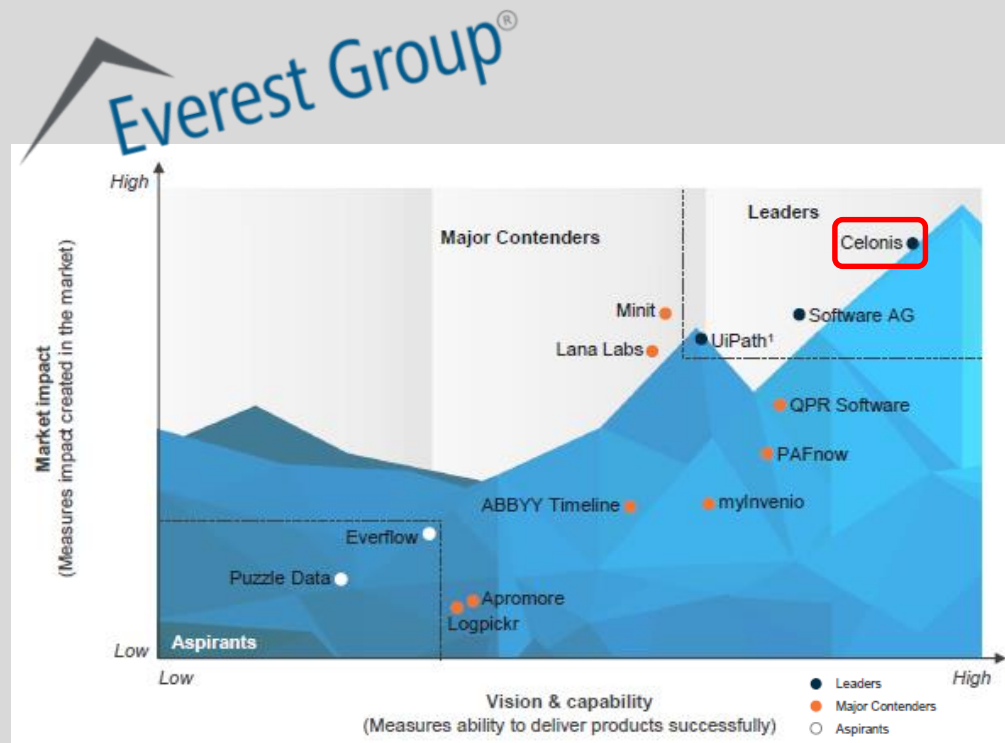 Everest Group®
High
Market impact
(Measures impact created in the market)
Major Contenders
Leaders
Celonis
Minit
Software AG
UiPath¹
Lana Labs
QPR Software
PAFnow
ABBYY Timeline
myInvenio
Everflow
Puzzle Data
Apromore
Logpickr
Aspirants
Low
Low
High
Vision & capability
(Measures ability to deliver products successfully)
Leaders
Major Contenders
Aspirants